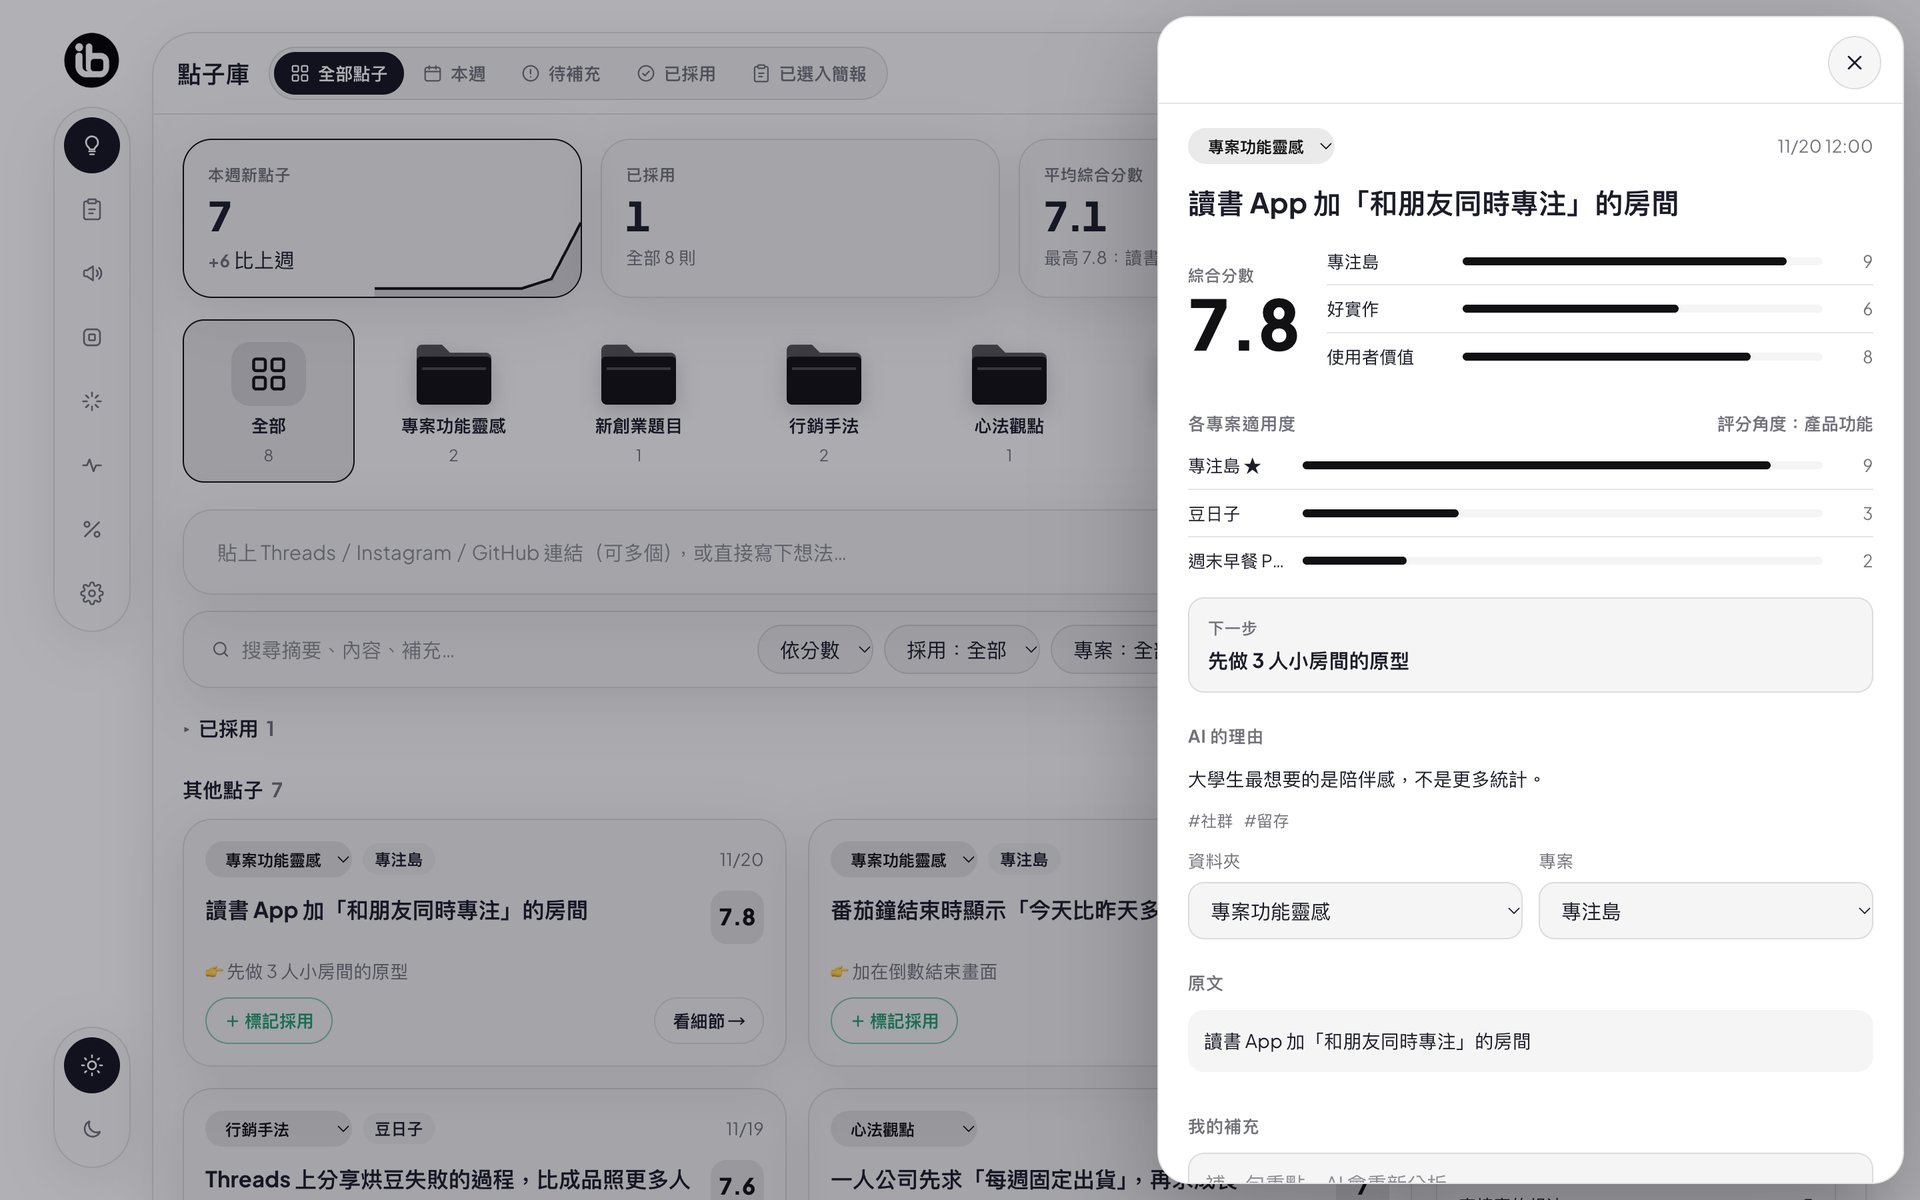 ib
點子庫
全部點子
本週
待補充
已採用
已選入簡報
本週新點子
7
+6 比上週
已採用
1
全部 8 則
平均綜合分數
7.1
最高 7.8：讀書
全部
8
專案功能靈感
2
新創業題目
1
行銷手法
2
心法觀點
1
貼上 Threads / Instagram / GitHub 連結（可多個），或直接寫下想法...
搜尋摘要、內容、補充...
依分數
採用：全部
專案：全
已採用 1
其他點子 7
專案功能靈感
專注島
11/20
讀書 App 加「和朋友同時專注」的房間
7.8
👉 先做 3 人小房間的原型
+ 標記採用
看細節→
專案功能靈感
專注島
番茄鐘結束時顯示「今天比昨天多
👉 加在倒數結束畫面
+ 標記採用
行銷手法
豆日子
11/19
Threads 上分享烘豆失敗的過程，比成品照更多人
7.6
心法觀點
一人公司先求「每週固定出貨」，再求成長
7
專案功能靈感
11/20 12:00
讀書 App 加「和朋友同時專注」的房間
綜合分數
7.8
專注島
9
好實作
6
使用者價值
8
各專案適用度
評分角度：產品功能
專注島 ★
9
豆日子
3
週末早餐 P...
2
下一步
先做 3 人小房間的原型
AI 的理由
大學生最想要的是陪伴感，不是更多統計。
#社群 #留存
資料夾
專案
專案功能靈感
專注島
原文
讀書 App 加「和朋友同時專注」的房間
我的補充
補一句重點，AI 會重新分析